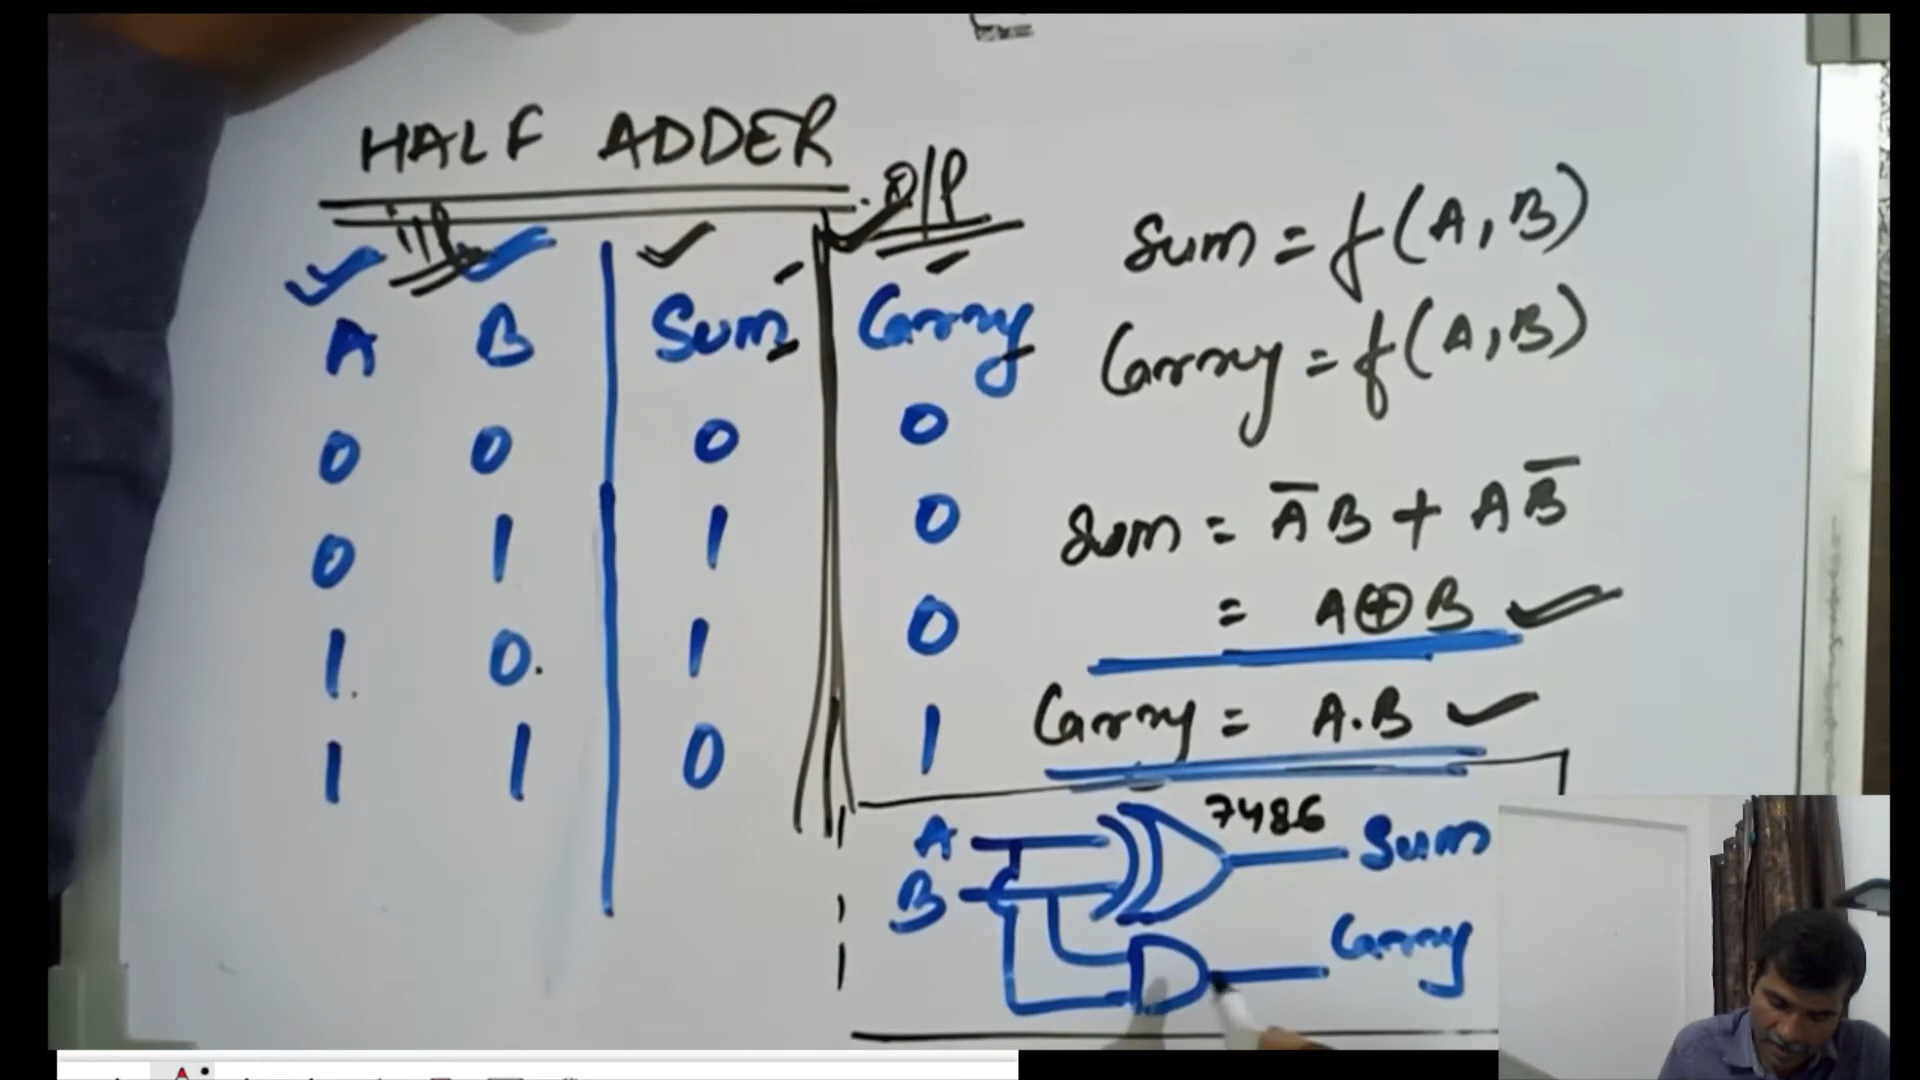 HALF ADDER
i/p O/P
A B Sum Carry
0 0 0 0
0 1 1 0
1 0 1 0
1 1 0 1
Sum = f(A,B)
Carry = f(A,B)
Sum = A̅B + AB̅
= A⊕B
Carry = A.B
7486
A
B
Sum
Carry